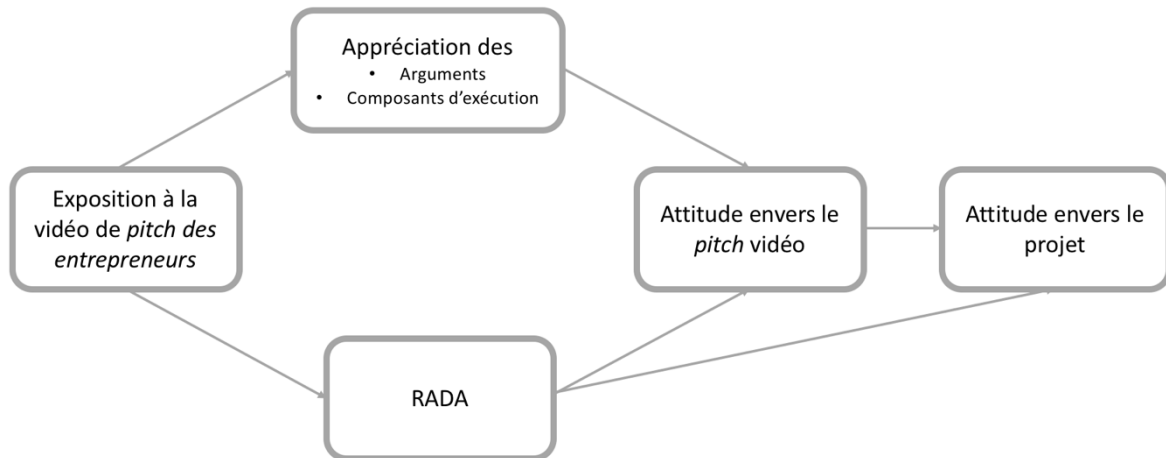 Appréciation des
• Arguments
• Composants d'exécution
Exposition à la
vidéo de pitch des
entrepreneurs
Attitude envers le
pitch vidéo
Attitude envers le
projet
RADA